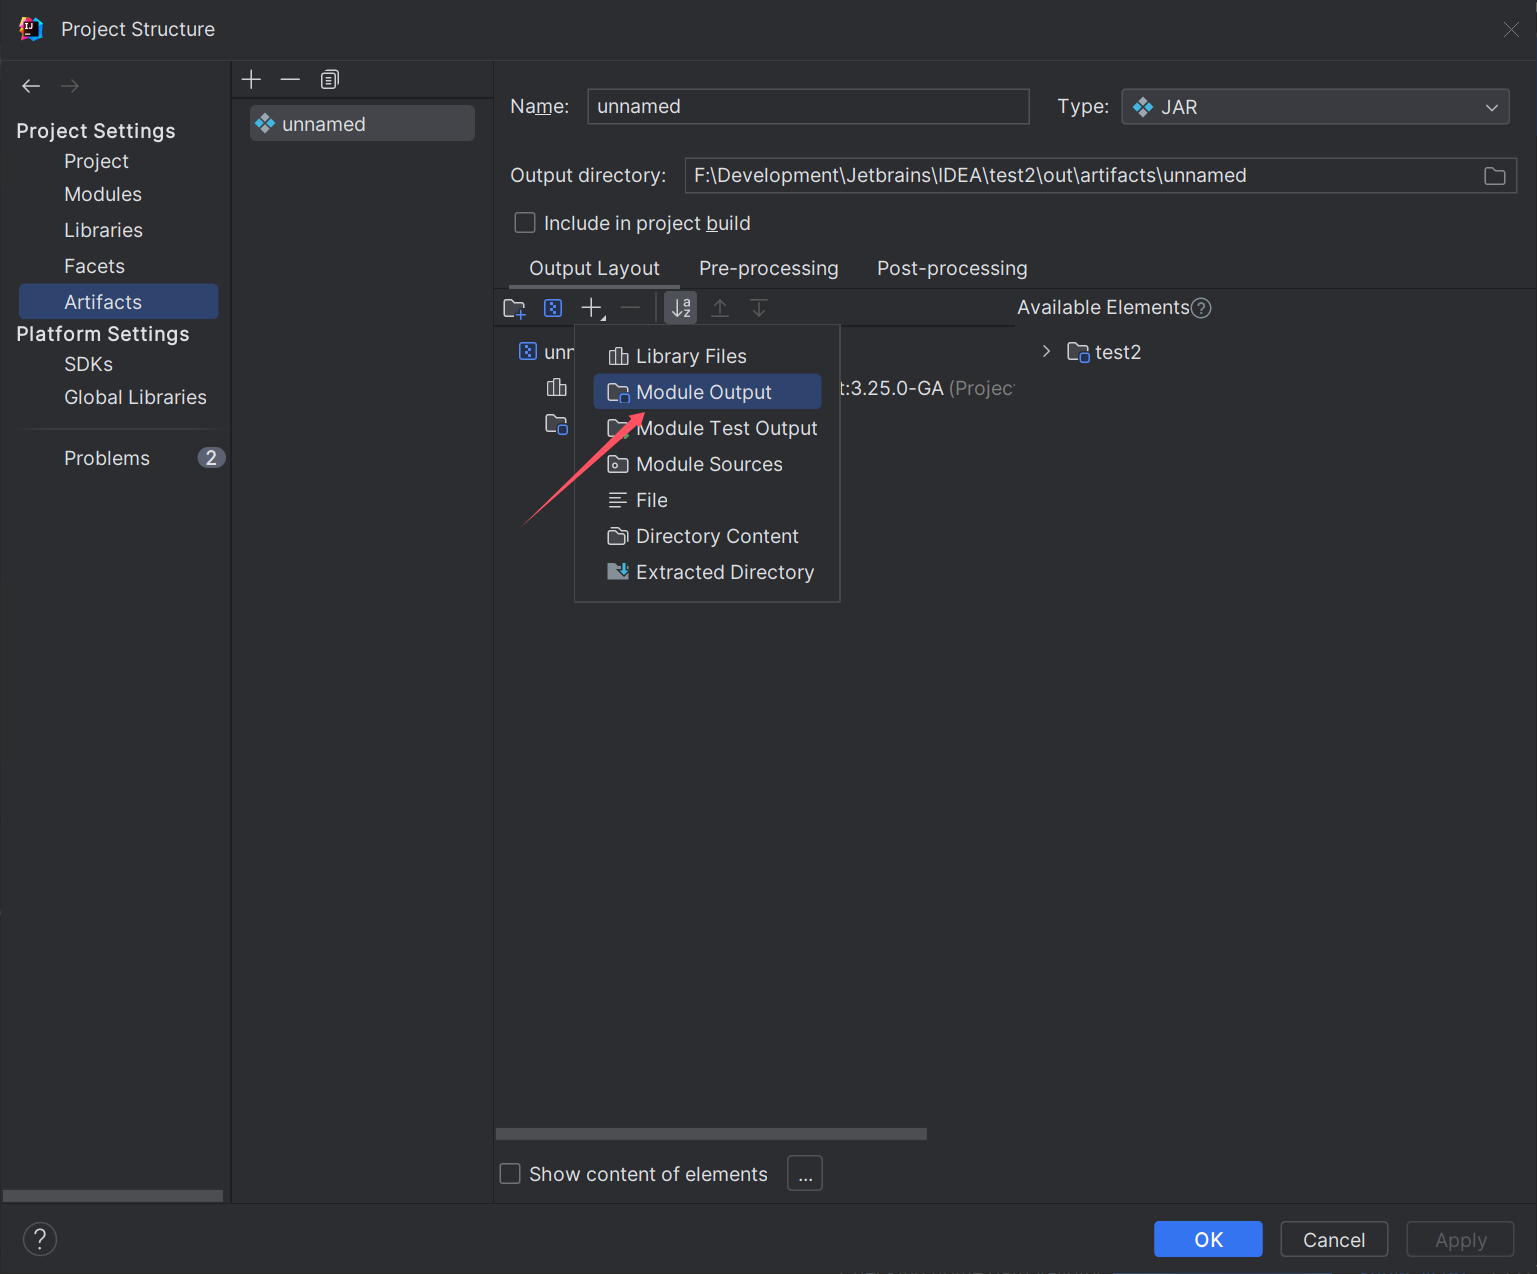 Project Structure
Name: unnamed Type: JAR
unnamed
Project Settings
Project
Modules
Libraries
Facets
Artifacts
Platform Settings
SDKs
Global Libraries
Problems 2
Output directory: F:\Development\Jetbrains\IDEA\test2\out\artifacts\unnamed
Include in project build
Output Layout Pre-processing Post-processing
Available Elements
unn
test2
t:3.25.0-GA (Projec
Library Files
Module Output
Module Test Output
Module Sources
File
Directory Content
Extracted Directory
Show content of elements ...
? OK Cancel Apply